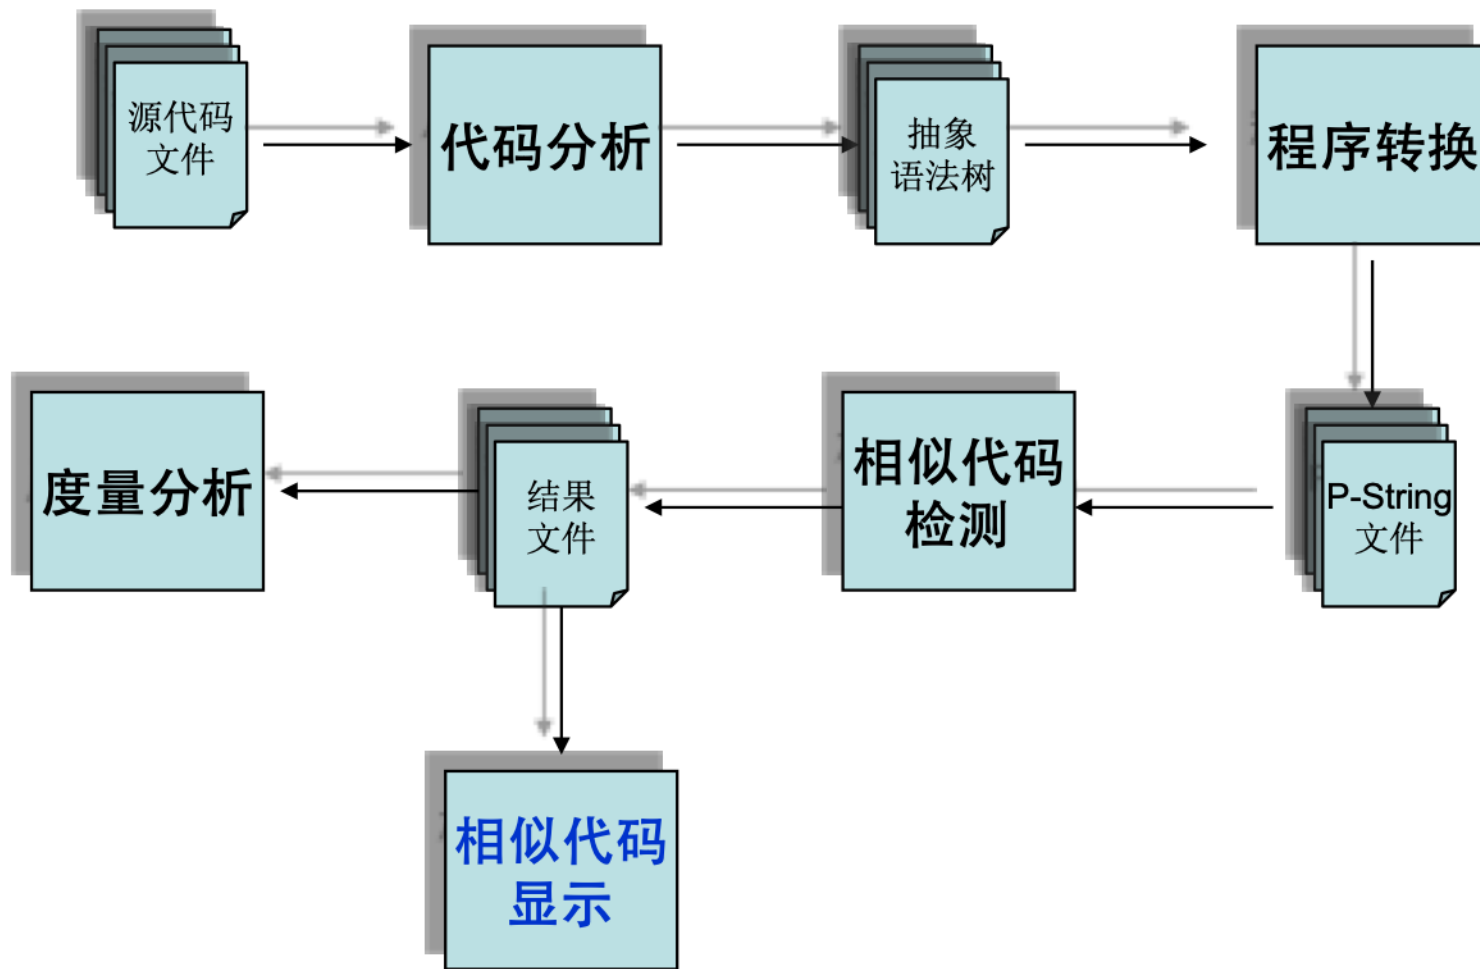 源代码
文件
代码分析
抽象
语法树
程序转换
度量分析
结果
文件
相似代码
检测
P-String
文件
相似代码
显示